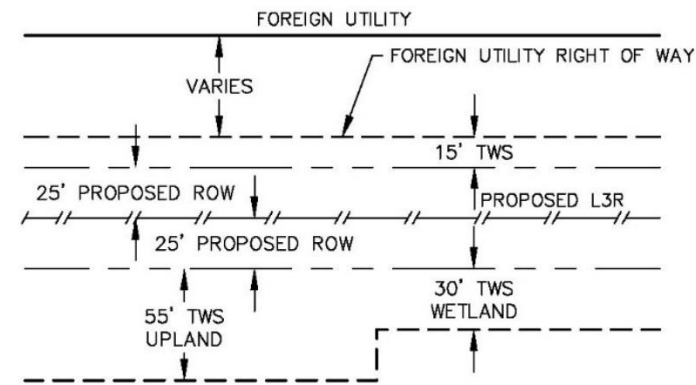 FOREIGN UTILITY
FOREIGN UTILITY RIGHT OF WAY
VARIES
15' TWS
25' PROPOSED ROW
PROPOSED L3R
25' PROPOSED ROW
55' TWS
UPLAND
30' TWS
WETLAND